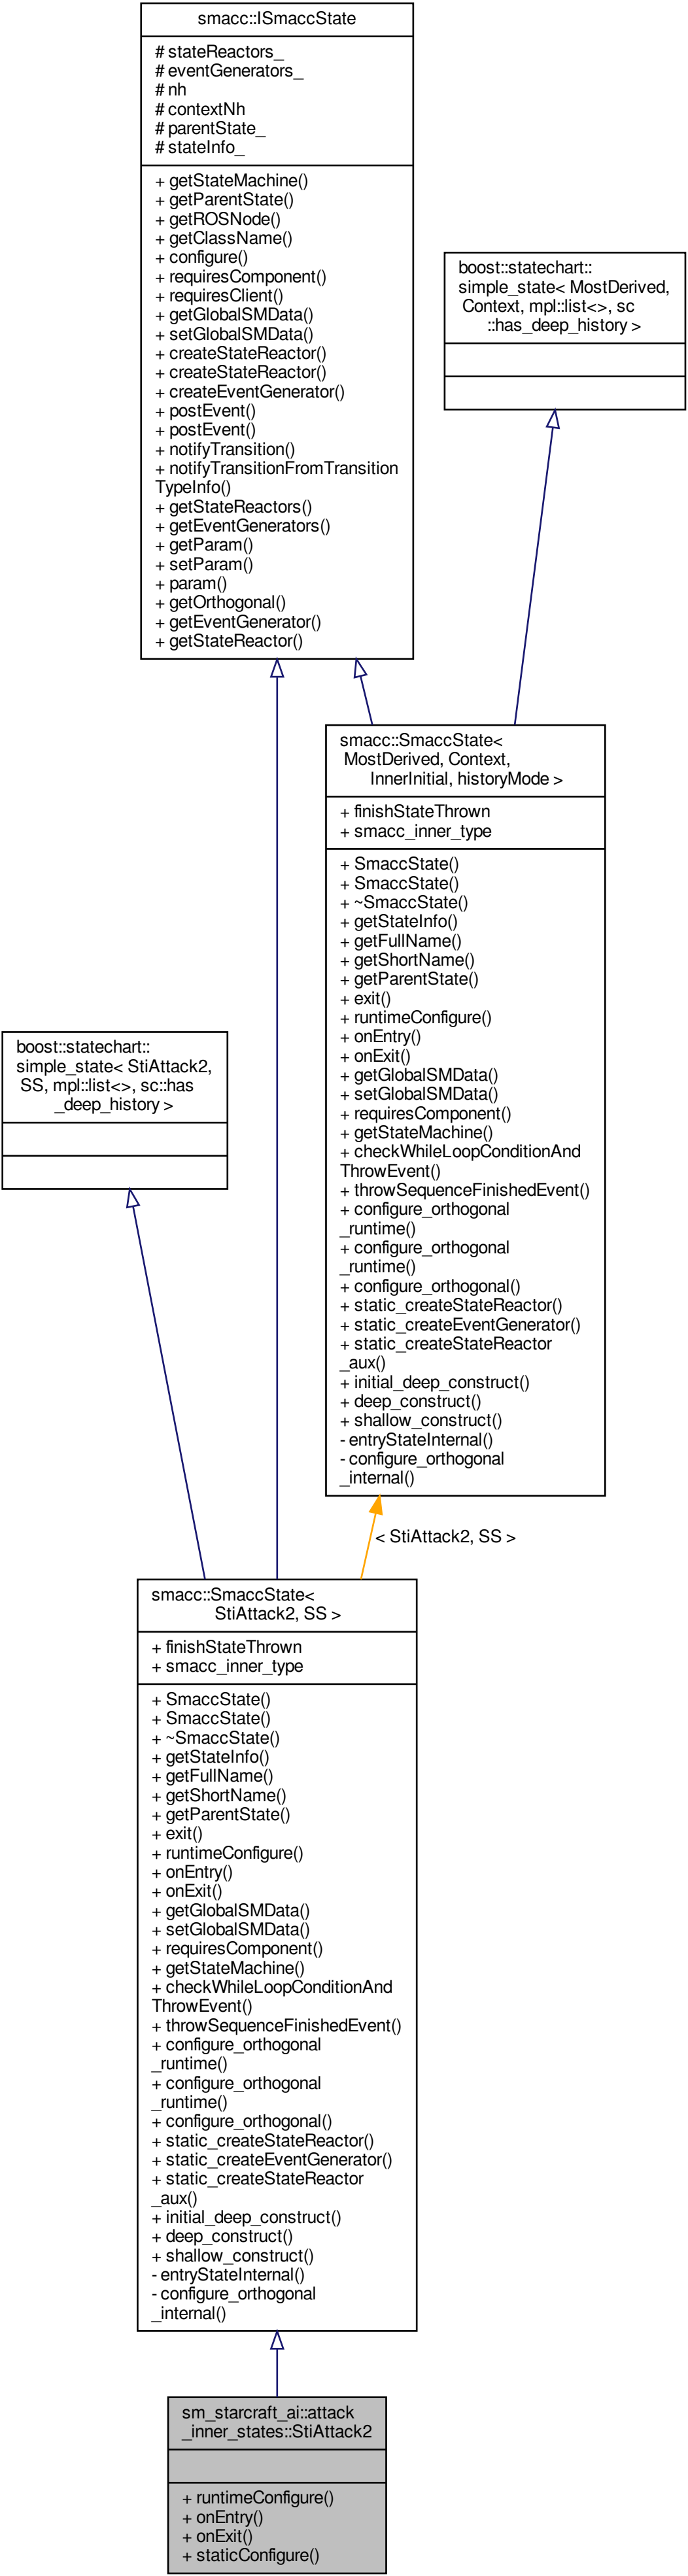 smacc::ISmaccState
# stateReactors_
# eventGenerators_
# nh
# contextNh
# parentState_
# stateInfo_
+ getStateMachine()
+ getParentState()
+ getROSNode()
+ getClassName()
+ configure()
+ requiresComponent()
+ requiresClient()
+ getGlobalSMData()
+ setGlobalSMData()
+ createStateReactor()
+ createStateReactor()
+ createEventGenerator()
+ postEvent()
+ postEvent()
+ notifyTransition()
+ notifyTransitionFromTransition
TypeInfo()
+ getStateReactors()
+ getEventGenerators()
+ getParam()
+ setParam()
+ param()
+ getOrthogonal()
+ getEventGenerator()
+ getStateReactor()
boost::statechart::
simple_state< MostDerived,
Context, mpl::list<>, sc
::has_deep_history >
smacc::SmaccState<
MostDerived, Context,
InnerInitial, historyMode >
+ finishStateThrown
+ smacc_inner_type
+ SmaccState()
+ SmaccState()
+ ~SmaccState()
+ getStateInfo()
+ getFullName()
+ getShortName()
+ getParentState()
+ exit()
+ runtimeConfigure()
+ onEntry()
+ onExit()
+ getGlobalSMData()
+ setGlobalSMData()
+ requiresComponent()
+ getStateMachine()
+ checkWhileLoopConditionAnd
ThrowEvent()
+ throwSequenceFinishedEvent()
+ configure_orthogonal
_runtime()
+ configure_orthogonal
_runtime()
+ configure_orthogonal()
+ static_createStateReactor()
+ static_createEventGenerator()
+ static_createStateReactor
_aux()
+ initial_deep_construct()
+ deep_construct()
+ shallow_construct()
- entryStateInternal()
- configure_orthogonal
_internal()
boost::statechart::
simple_state< StiAttack2,
SS, mpl::list<>, sc::has
_deep_history >
< StiAttack2, SS >
smacc::SmaccState<
StiAttack2, SS >
+ finishStateThrown
+ smacc_inner_type
+ SmaccState()
+ SmaccState()
+ ~SmaccState()
+ getStateInfo()
+ getFullName()
+ getShortName()
+ getParentState()
+ exit()
+ runtimeConfigure()
+ onEntry()
+ onExit()
+ getGlobalSMData()
+ setGlobalSMData()
+ requiresComponent()
+ getStateMachine()
+ checkWhileLoopConditionAnd
ThrowEvent()
+ throwSequenceFinishedEvent()
+ configure_orthogonal
_runtime()
+ configure_orthogonal
_runtime()
+ configure_orthogonal()
+ static_createStateReactor()
+ static_createEventGenerator()
+ static_createStateReactor
_aux()
+ initial_deep_construct()
+ deep_construct()
+ shallow_construct()
- entryStateInternal()
- configure_orthogonal
_internal()
sm_starcraft_ai::attack
_inner_states::StiAttack2
+ runtimeConfigure()
+ onEntry()
+ onExit()
+ staticConfigure()